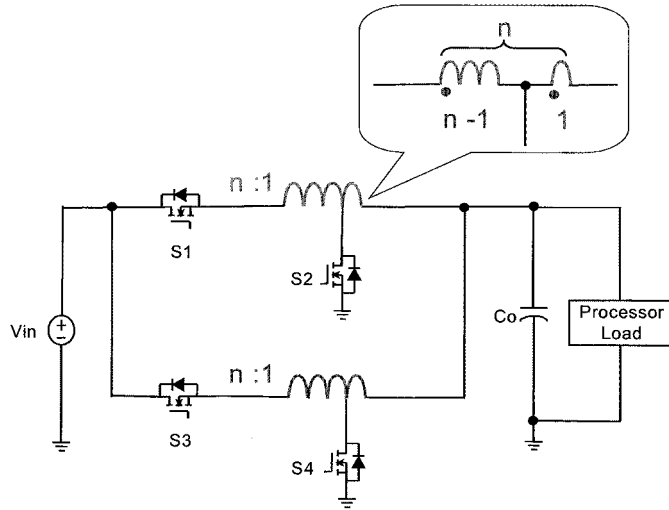 n
n -1
1
n :1
S1
S2
Vin
+
−
Co
Processor
Load
n :1
S3
S4